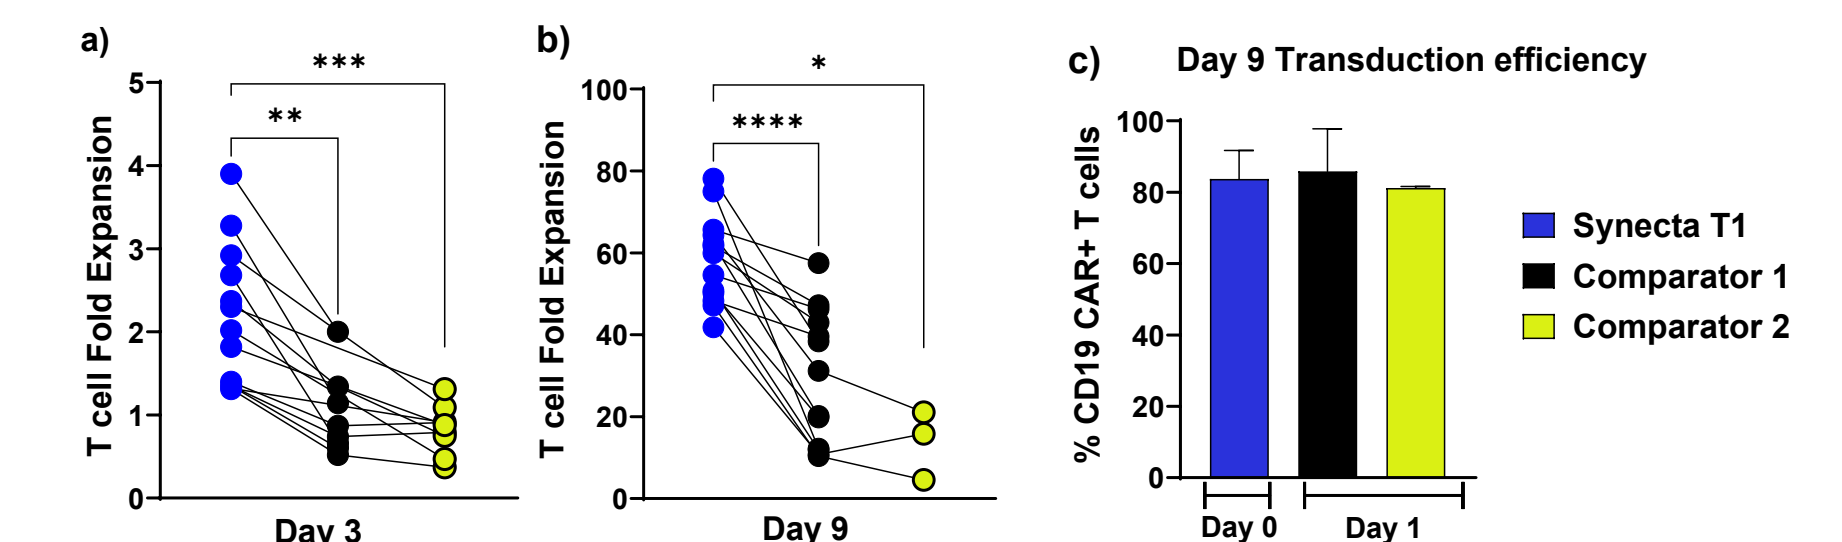 a)
***
**
5
4
3
2
1
0
T cell Fold Expansion
Day 3
b)
*
****
100
80
60
40
20
0
T cell Fold Expansion
Day 9
c)
Day 9 Transduction efficiency
100
80
60
40
20
0
% CD19 CAR+ T cells
Day 0
Day 1
Synecta T1
Comparator 1
Comparator 2